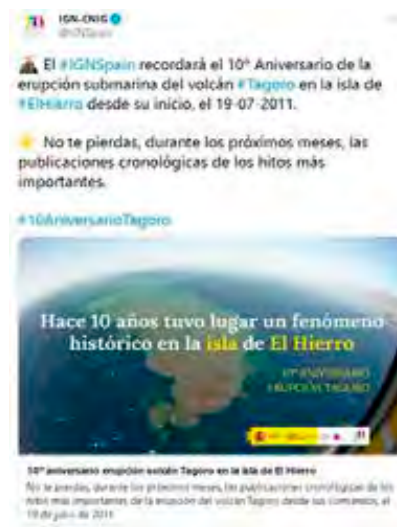 IGN-CNIG
@IGNSpain
El #IGNSpain recordará el 10º Aniversario de la
erupción submarina del volcán #Tagoro en la isla de
#ElHierro desde su inicio, el 19-07-2011.
No te pierdas, durante los próximos meses, las
publicaciones cronológicas de los hitos más
importantes.
#10AniversarioTagoro
Hace 10 años tuvo lugar un fenómeno
histórico en la isla de El Hierro
10º ANIVERSARIO
ERUPCIÓN TAGORO
10º aniversario erupción volcán Tagoro en la isla de El Hierro
No te pierdas, durante los próximos meses, las publicaciones cronológicas de los
hitos más importantes de la erupción del volcán Tagoro desde sus comienzos, el
19 de julio de 2011